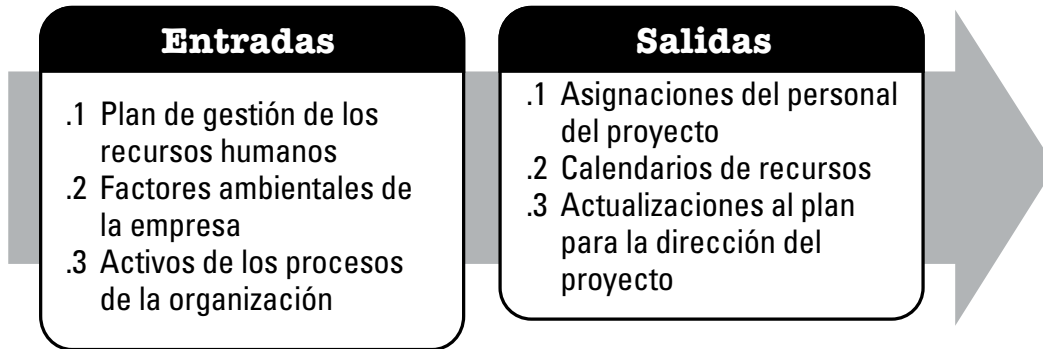 Entradas
.1 Plan de gestión de los
recursos humanos
.2 Factores ambientales de
la empresa
.3 Activos de los procesos
de la organización
Salidas
.1 Asignaciones del personal
del proyecto
.2 Calendarios de recursos
.3 Actualizaciones al plan
para la dirección del
proyecto